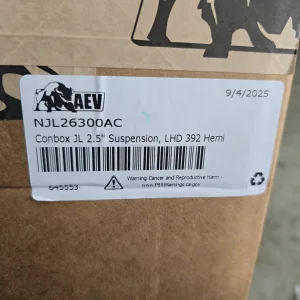 AEV
9/4/2025
NJL26300AC
Conbox JL 2.5" Suspension, LHD 392 Hemi
645553
Warning Cancer and Reproductive Harm -
www.P65Warnings.ca.gov